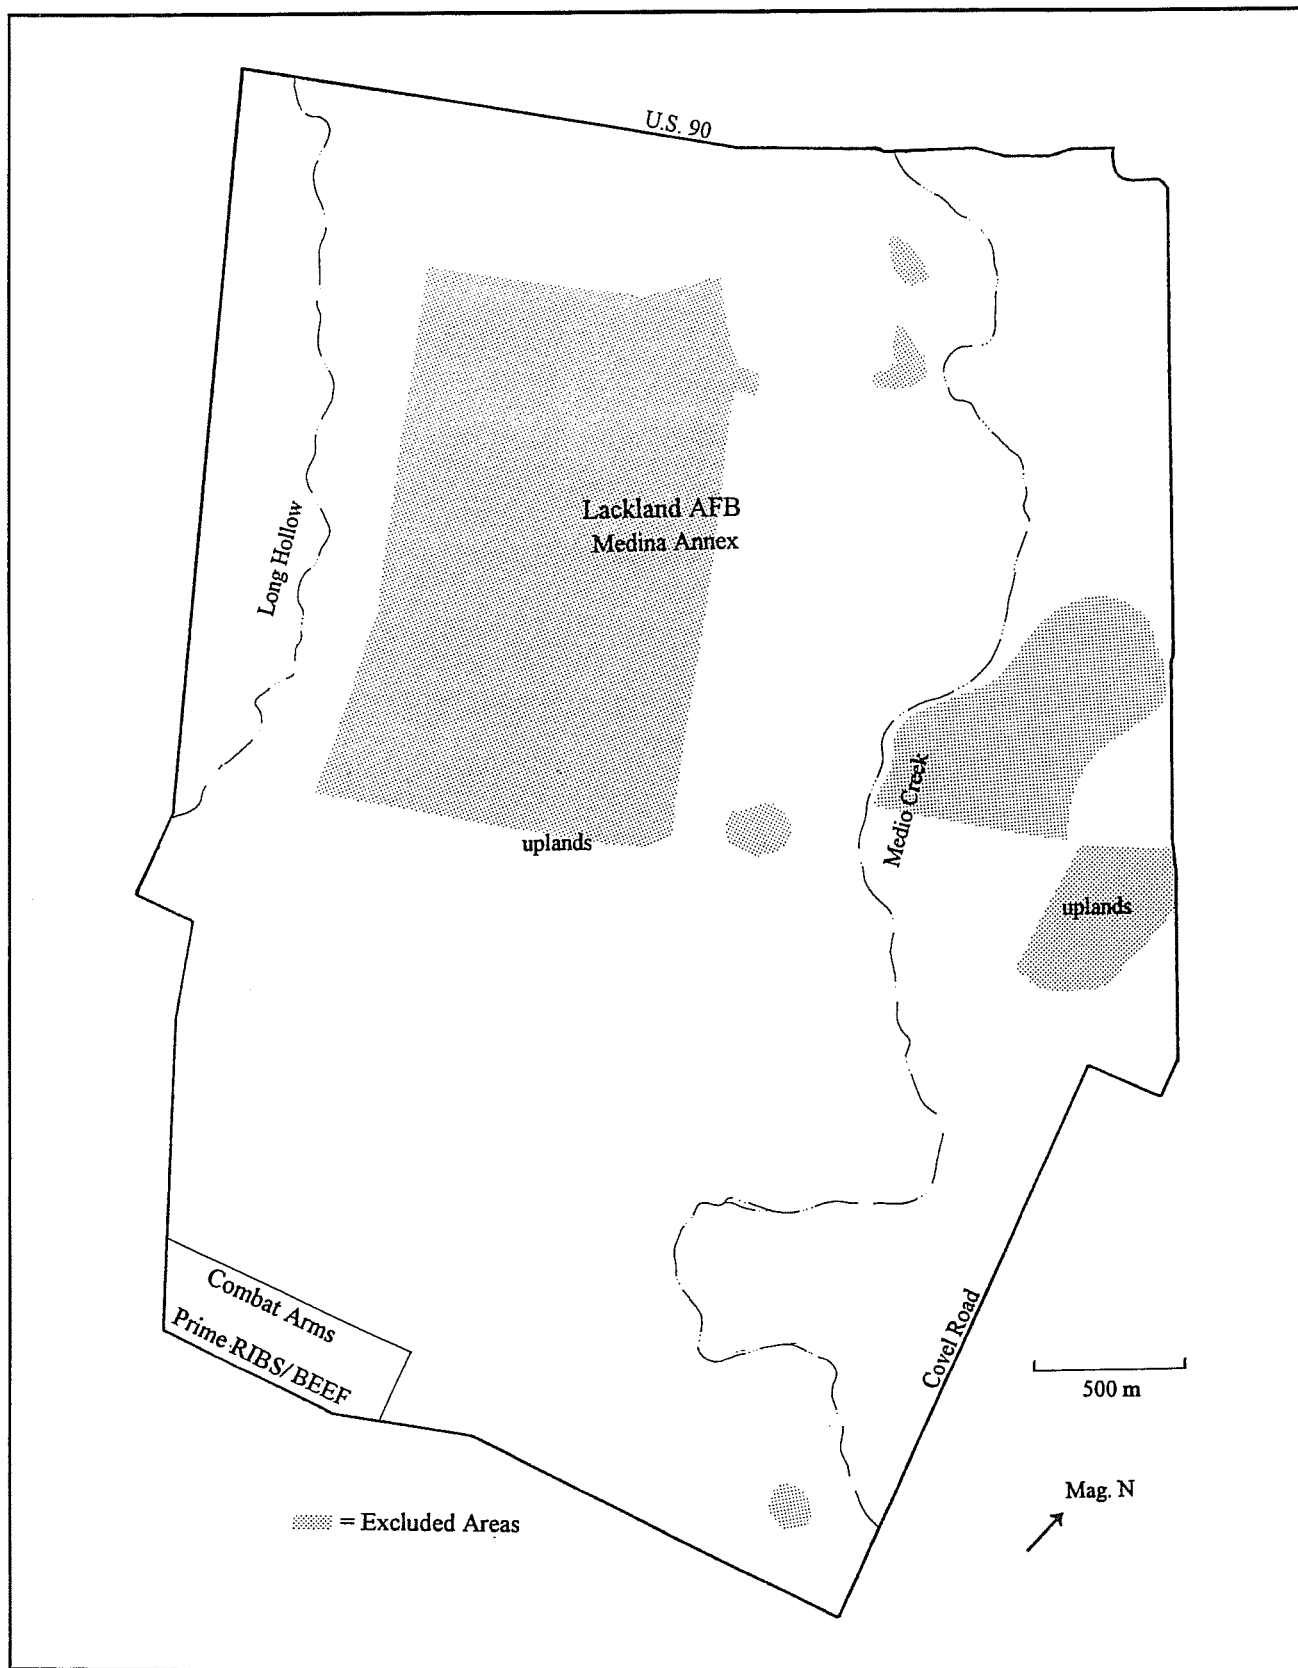 U.S. 90
Lackland AFB
Medina Annex
Long Hollow
Medio Creek
uplands
uplands
Combat Arms
Prime RIBS/BEEF
Covel Road
500 m
Mag. N
= Excluded Areas